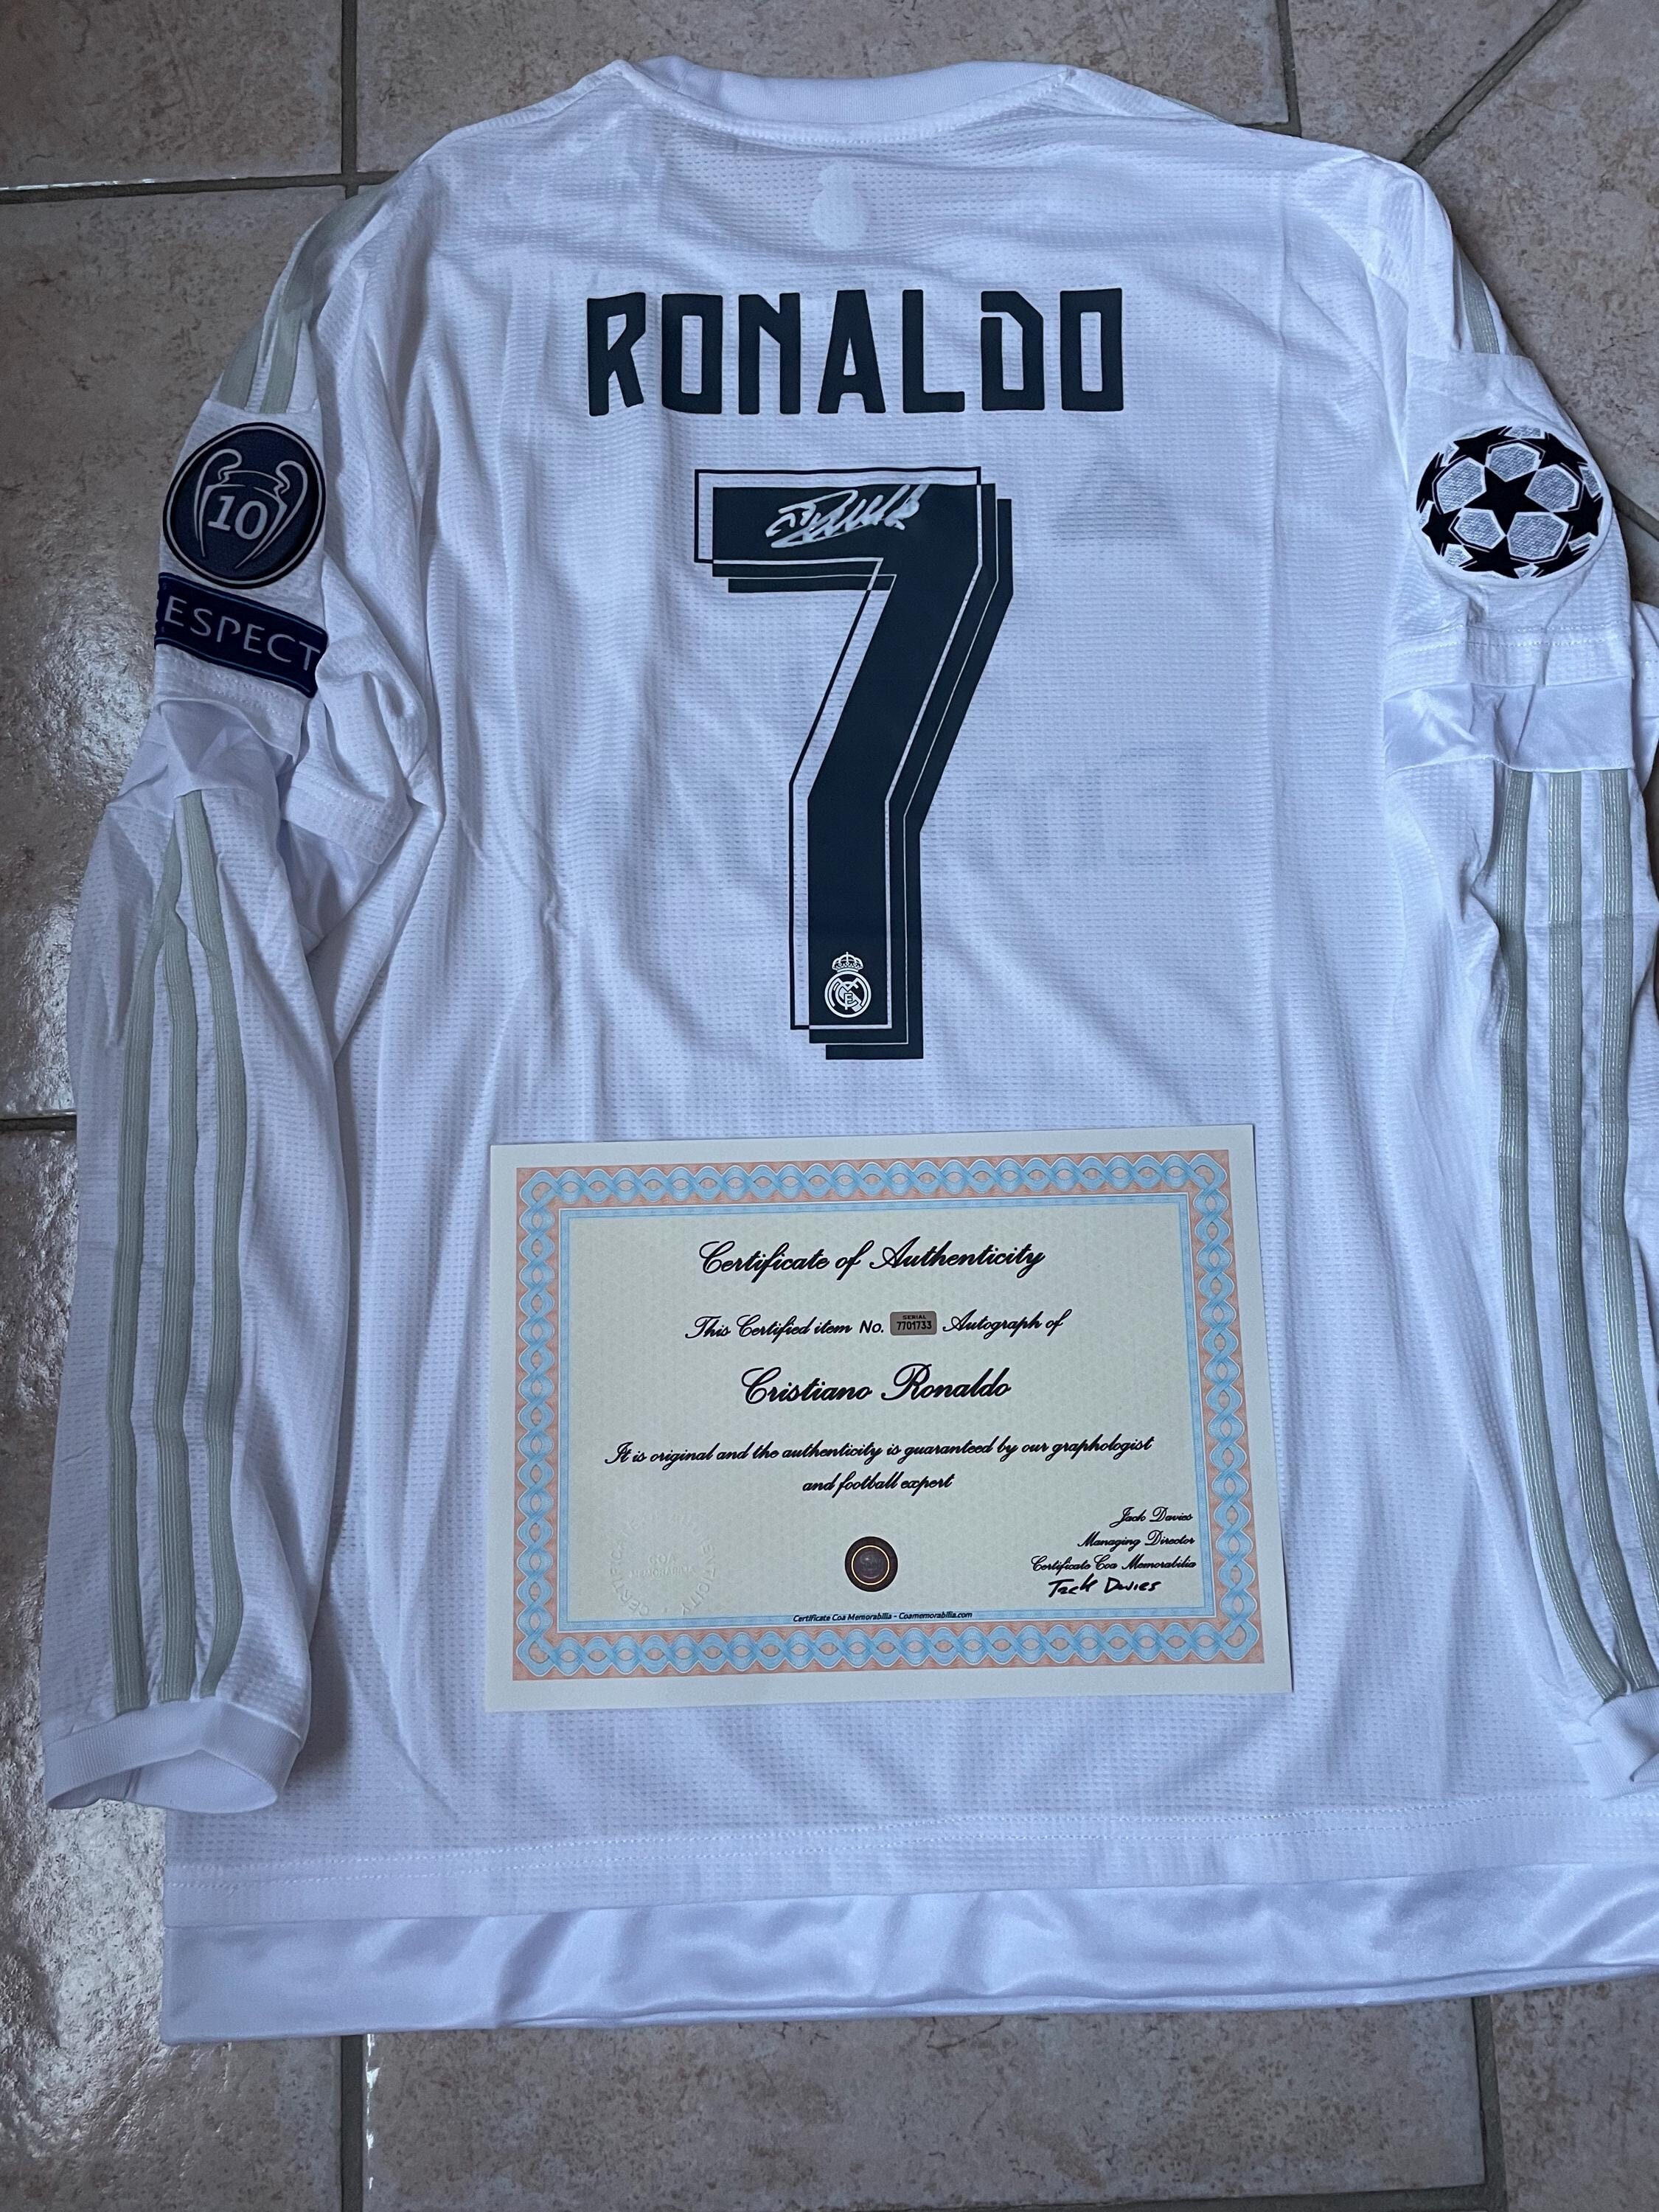 RONALDO
7
10
RESPECT
Certificate of Authenticity
This Certified item No. SERIAL 7701733 Autograph of
Cristiano Ronaldo
It is original and the authenticity is guaranteed by our graphologist
and football expert
Jack Davies
Managing Director
Certificate Coa Memorabilia
Jack Davies
Certificate Coa Memorabilia - Coamemorabilia.com